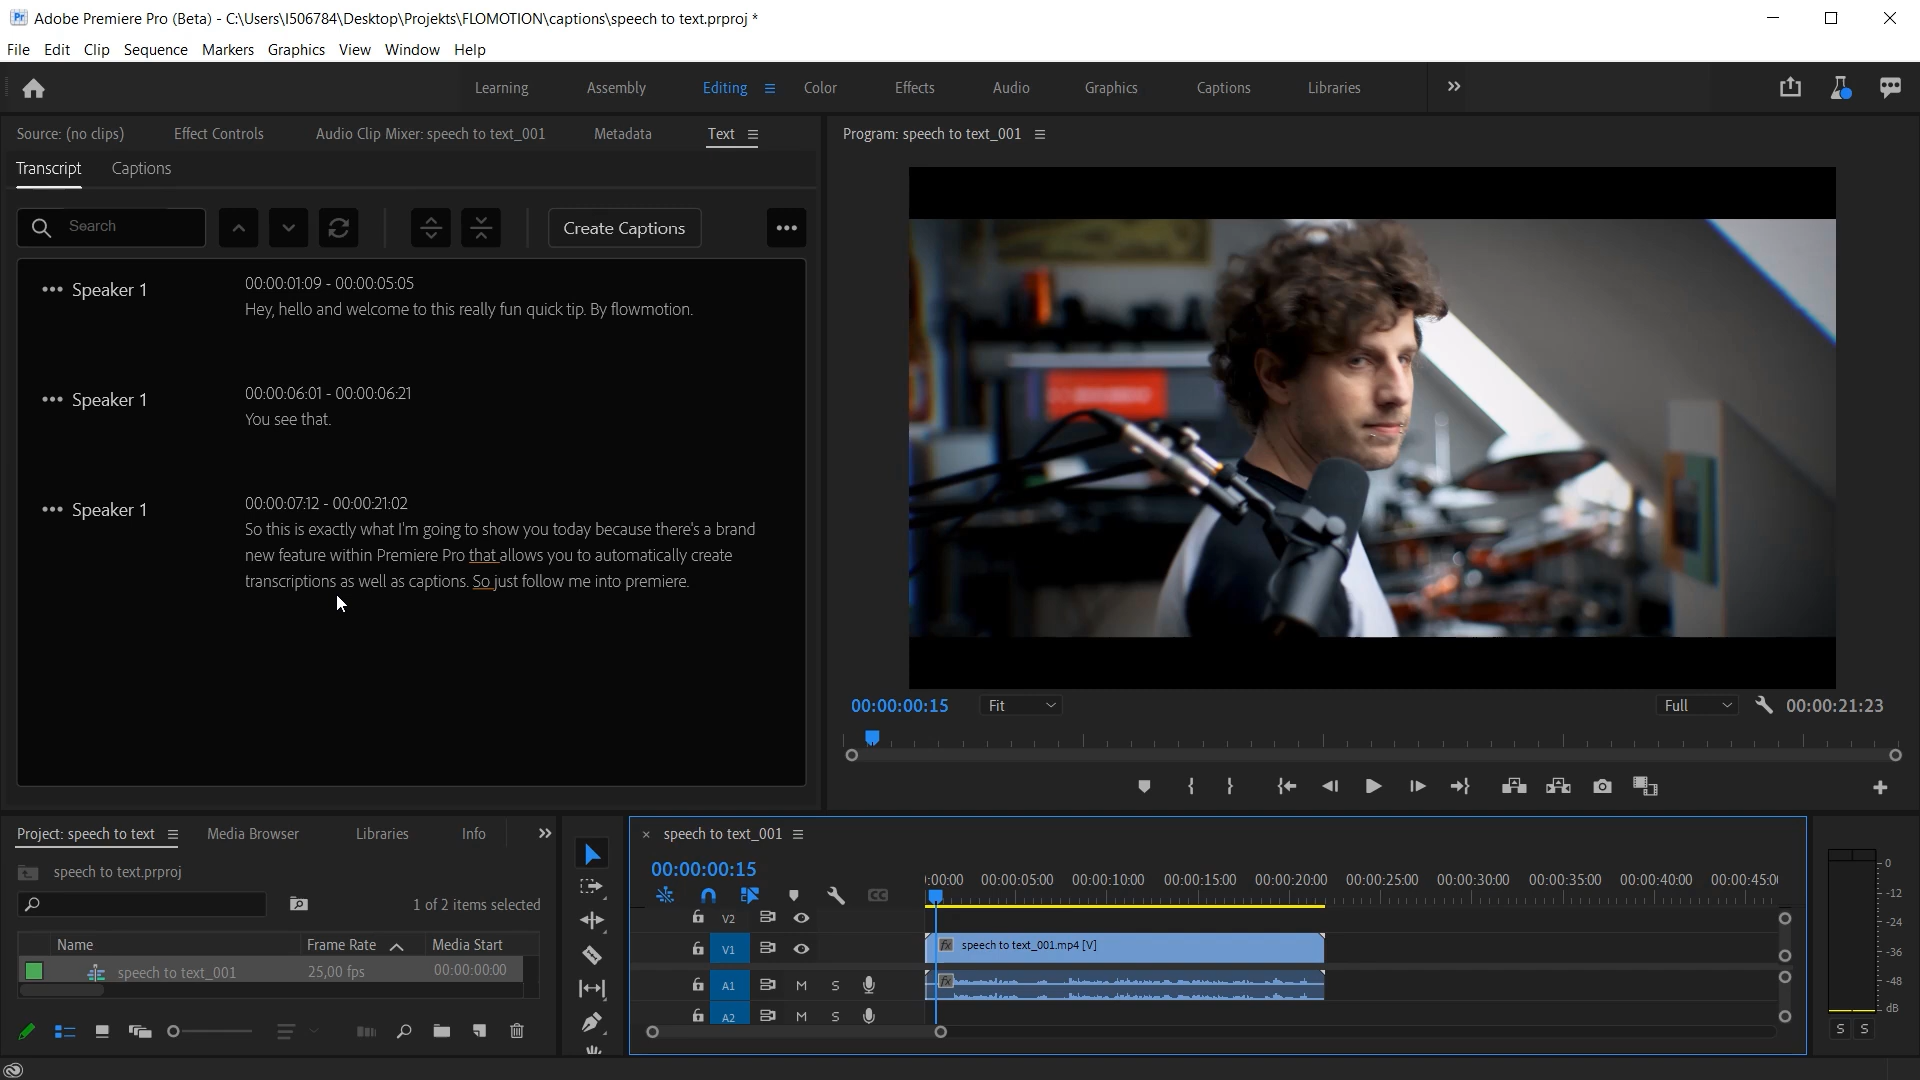 Pr Adobe Premiere Pro (Beta) - C:\Users\I506784\Desktop\Projekts\FLOMOTION\captions\speech to text.prproj *
File Edit Clip Sequence Markers Graphics View Window Help
Learning Assembly Editing Color Effects Audio Graphics Captions Libraries
Source: (no clips) Effect Controls Audio Clip Mixer: speech to text_001 Metadata Text
Program: speech to text_001
Transcript Captions
Search
Create Captions
Speaker 1
00:00:01:09 - 00:00:05:05
Hey, hello and welcome to this really fun quick tip. By flowmotion.
Speaker 1
00:00:06:01 - 00:00:06:21
You see that.
Speaker 1
00:00:07:12 - 00:00:21:02
So this is exactly what I'm going to show you today because there's a brand
new feature within Premiere Pro that allows you to automatically create
transcriptions as well as captions. So just follow me into premiere.
00:00:00:15 Fit Full 00:00:21:23
Project: speech to text Media Browser Libraries Info
speech to text.prproj
1 of 2 items selected
Name Frame Rate Media Start
speech to text_001 25,00 fps 00:00:00:00
speech to text_001
00:00:00:15
:00:00 00:00:05:00 00:00:10:00 00:00:15:00 00:00:20:00 00:00:25:00 00:00:30:00 00:00:35:00 00:00:40:00 00:00:45:0
V2
V1 fx speech to text_001.mp4 [V]
A1 M S fx
A2 M S
0
-12
-24
-36
-48
dB
S S